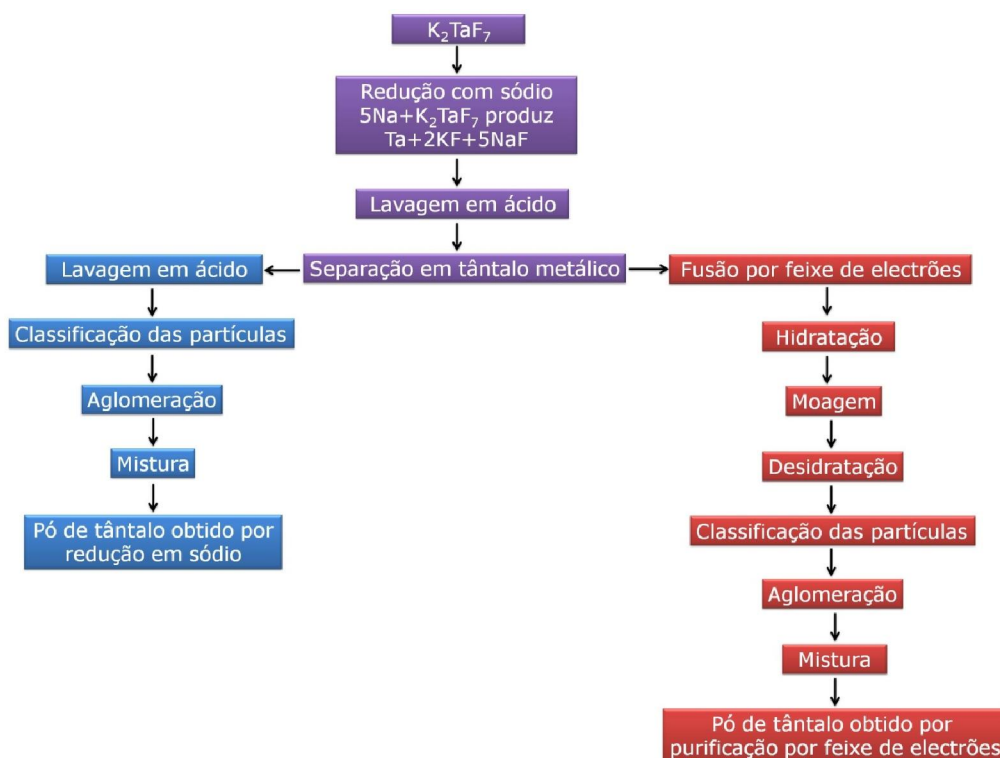 K₂TaF₇
Redução com sódio
5Na+K₂TaF₇ produz
Ta+2KF+5NaF
Lavagem em ácido
Separação em tântalo metálico
Lavagem em ácido
Classificação das partículas
Aglomeração
Mistura
Pó de tântalo obtido por
redução em sódio
Fusão por feixe de electrões
Hidratação
Moagem
Desidratação
Classificação das partículas
Aglomeração
Mistura
Pó de tântalo obtido por
purificação por feixe de electrões